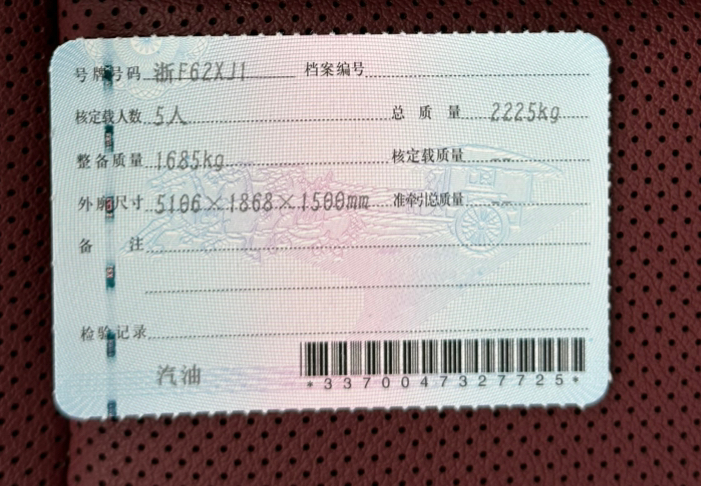 号牌号码 浙F62XJ1 档案编号
核定载人数 5人 总质量 2225kg
整备质量 1685kg 核定载质量 --
外廓尺寸 5106×1868×1500mm 准牵引总质量 --
备注
检验记录
汽油
*3370047327725*